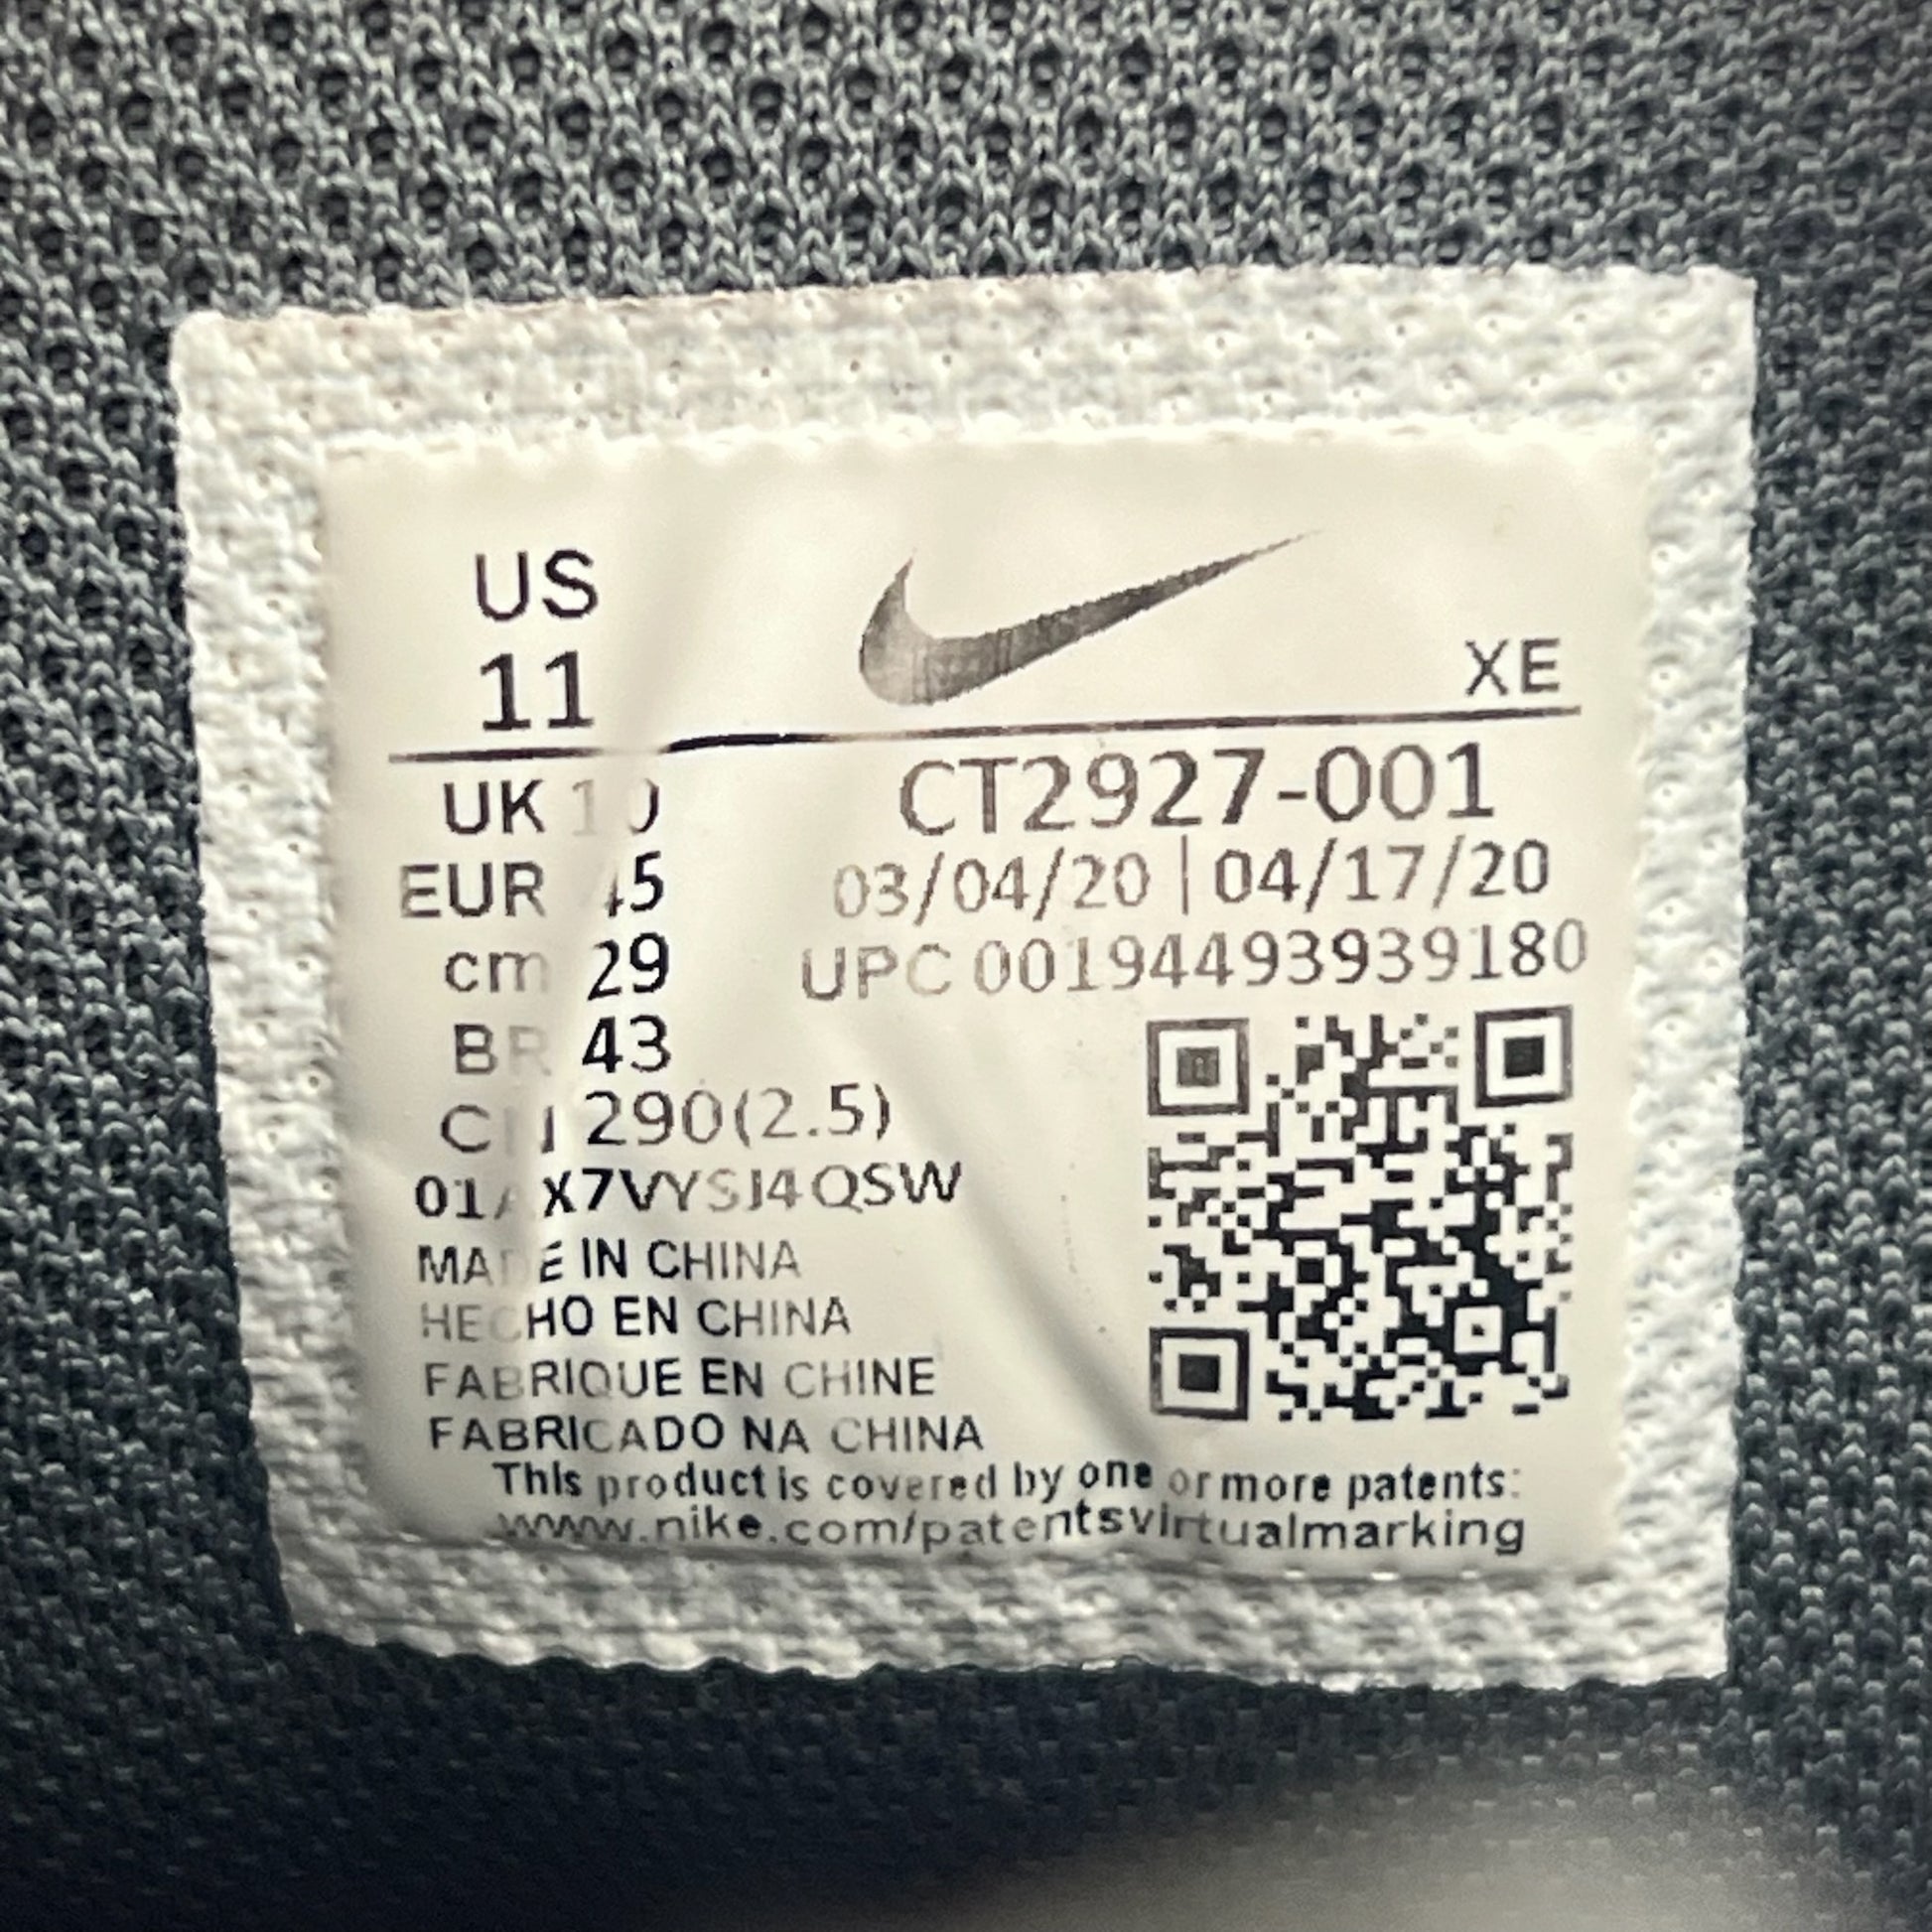 US
11
XE
UK 10
CT2927-001
EUR 45
03/04/20 | 04/17/20
cm 29
UPC 00194493939180
BR 43
CN 290(2.5)
01AX7VYSJ4QSW
MADE IN CHINA
HECHO EN CHINA
FABRIQUE EN CHINE
FABRICADO NA CHINA
This product is covered by one or more patents:
www.nike.com/patentsvirtualmarking